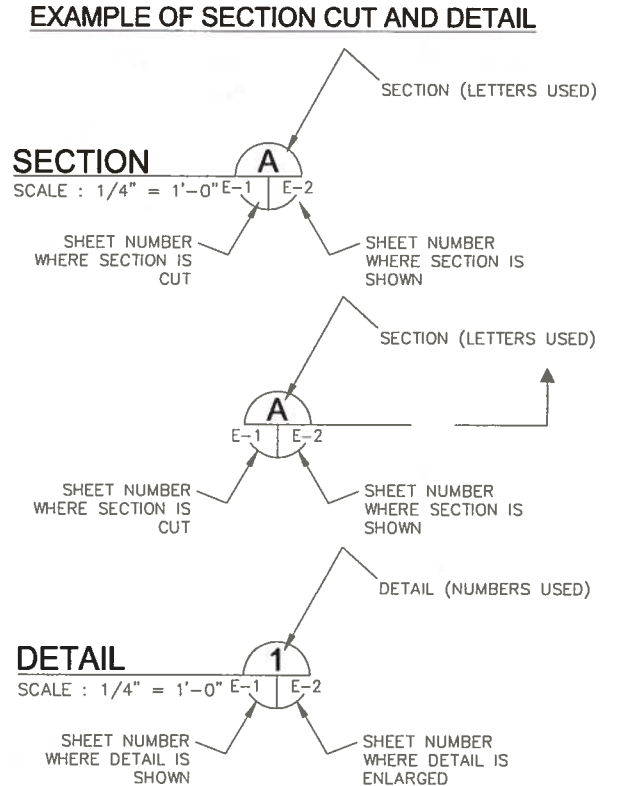 EXAMPLE OF SECTION CUT AND DETAIL
SECTION (LETTERS USED)
SECTION
A
SCALE : 1/4" = 1'-0"
E-1
E-2
SHEET NUMBER
WHERE SECTION IS
CUT
SHEET NUMBER
WHERE SECTION IS
SHOWN
SECTION (LETTERS USED)
A
E-1
E-2
SHEET NUMBER
WHERE SECTION IS
CUT
SHEET NUMBER
WHERE SECTION IS
SHOWN
DETAIL (NUMBERS USED)
DETAIL
1
SCALE : 1/4" = 1'-0"
E-1
E-2
SHEET NUMBER
WHERE DETAIL IS
SHOWN
SHEET NUMBER
WHERE DETAIL IS
ENLARGED